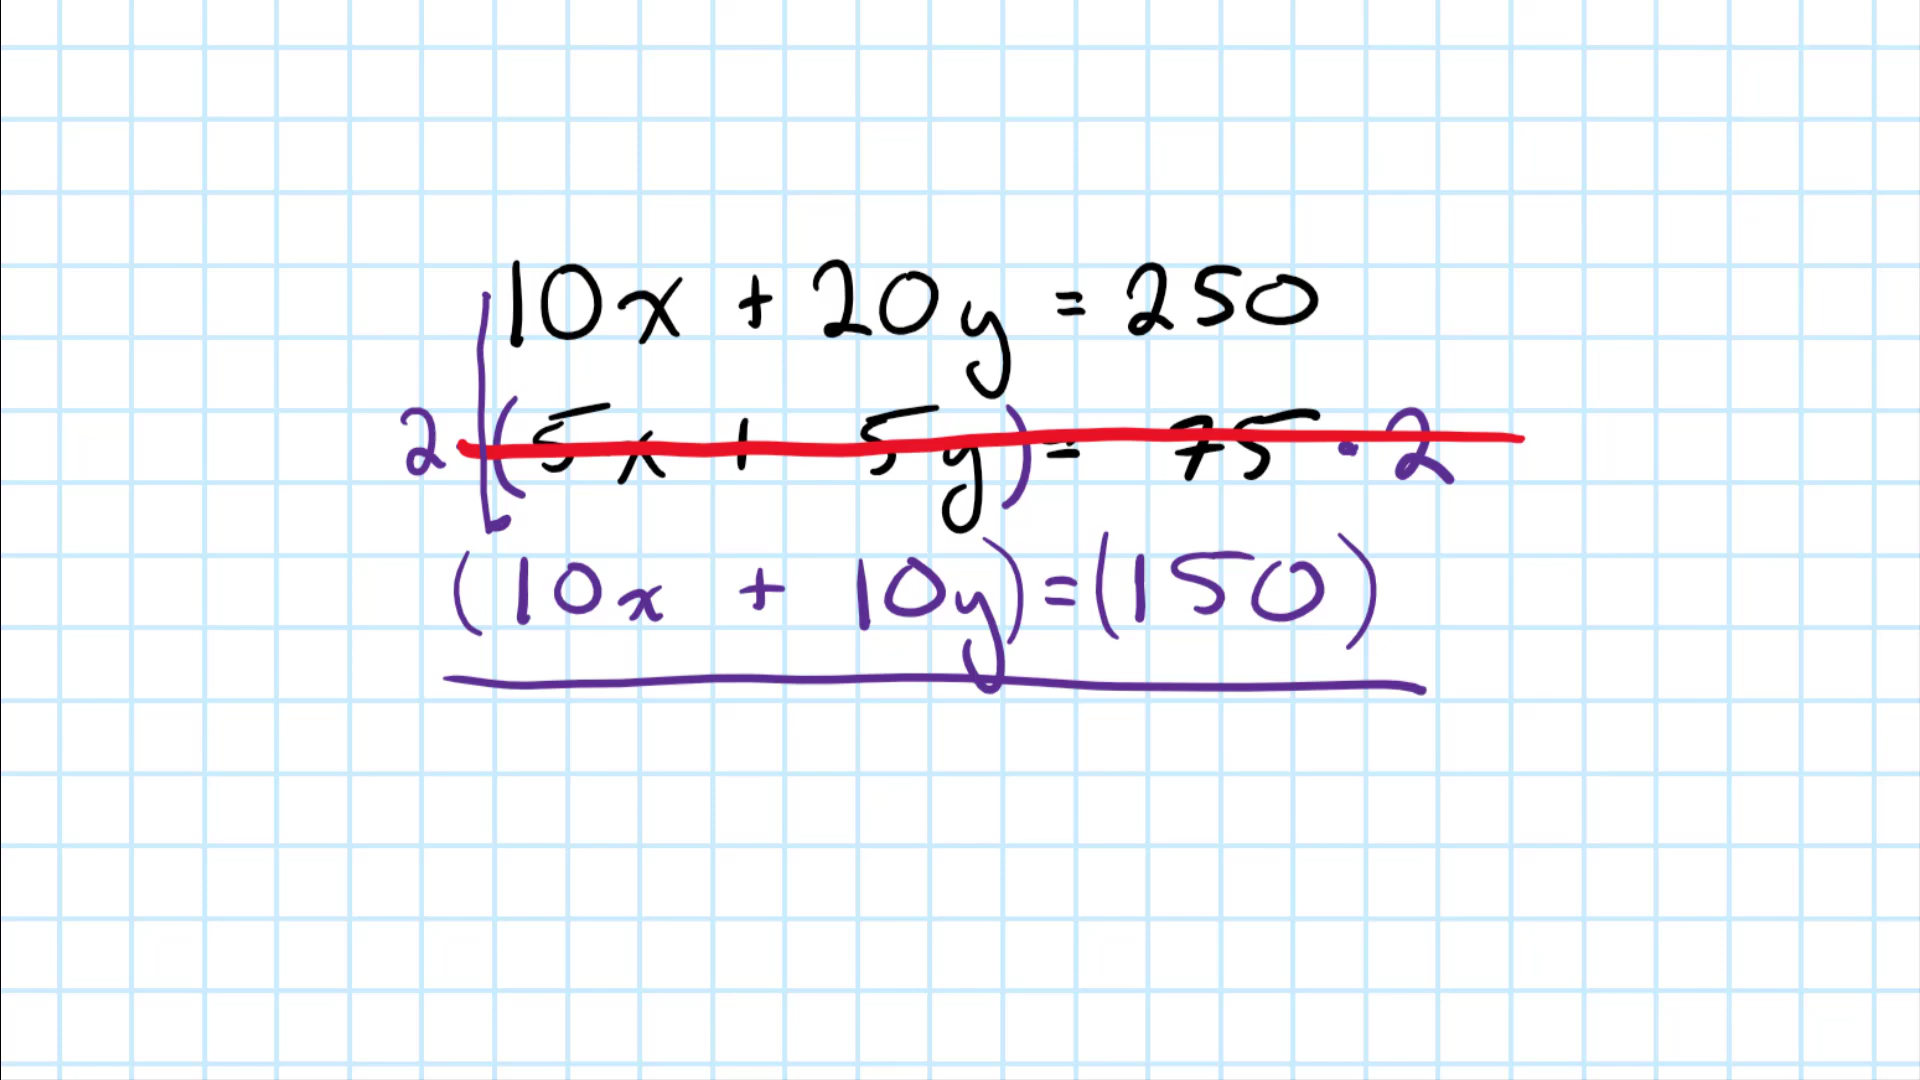 10x + 20y = 250
2(5x + 5y) = 75 · 2
(10x + 10y) = (150)